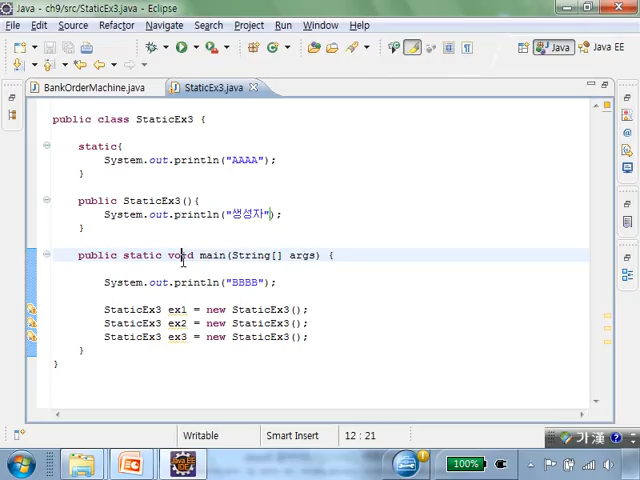 Java - ch9/src/StaticEx3.java - Eclipse
File Edit Source Refactor Navigate Search Project Run Window Help
Java Java EE
BankOrderMachine.java StaticEx3.java
public class StaticEx3 {
static{
System.out.println("AAAA");
}
public StaticEx3(){
System.out.println("생성자");
}
public static void main(String[] args) {
System.out.println("BBBB");
StaticEx3 ex1 = new StaticEx3();
StaticEx3 ex2 = new StaticEx3();
StaticEx3 ex3 = new StaticEx3();
}
}
Writable Smart Insert 12 : 21
가 漢
100%